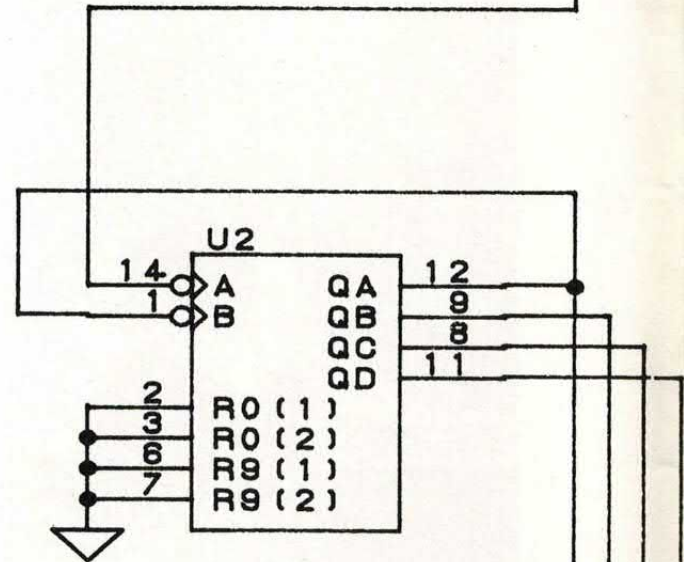 U2
14 A QA 12
1 B QB 9
QC 8
QD 11
2 R0(1)
3 R0(2)
6 R9(1)
7 R9(2)